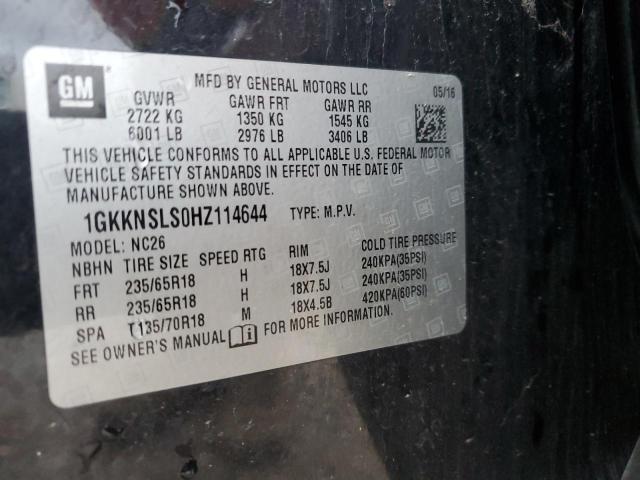 GM
MFD BY GENERAL MOTORS LLC
05/16
GVWR GAWR FRT GAWR RR
2722 KG 1350 KG 1545 KG
6001 LB 2976 LB 3406 LB
THIS VEHICLE CONFORMS TO ALL APPLICABLE U.S. FEDERAL MOTOR
VEHICLE SAFETY STANDARDS IN EFFECT ON THE DATE OF
MANUFACTURE SHOWN ABOVE.
1GKKNSLS0HZ114644 TYPE: M.P.V.
MODEL: NC26
NBHN TIRE SIZE SPEED RTG RIM COLD TIRE PRESSURE
FRT 235/65R18 H 18X7.5J 240KPA(35PSI)
RR 235/65R18 H 18X7.5J 240KPA(35PSI)
SPA T135/70R18 M 18X4.5B 420KPA(60PSI)
SEE OWNER'S MANUAL FOR MORE INFORMATION.